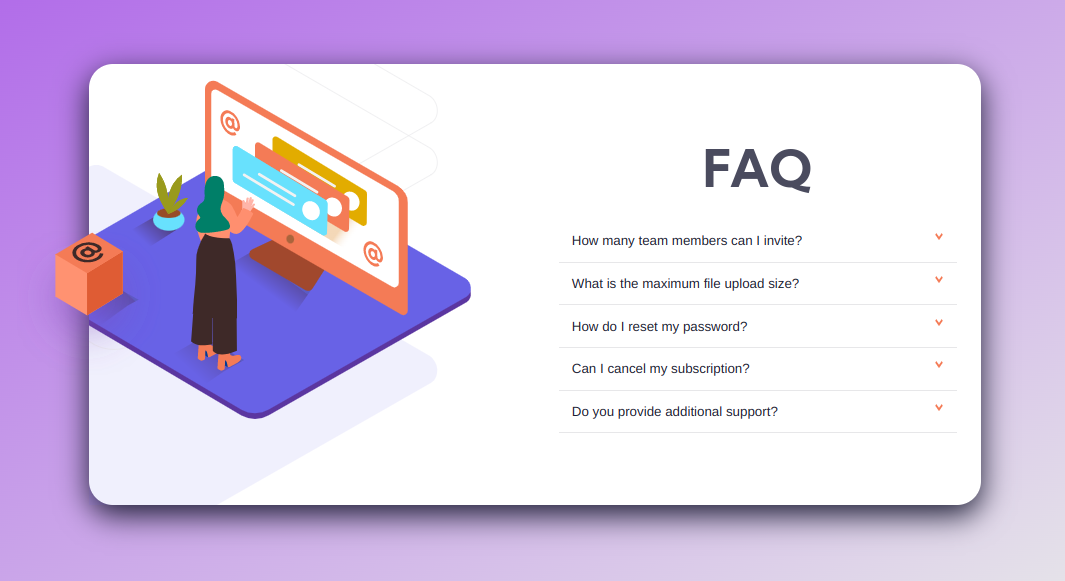 @
@
@
FAQ
How many team members can I invite?
What is the maximum file upload size?
How do I reset my password?
Can I cancel my subscription?
Do you provide additional support?